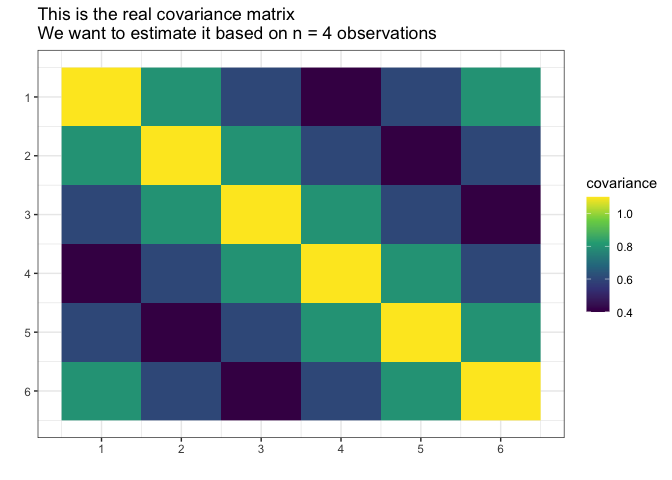 This is the real covariance matrix
We want to estimate it based on n = 4 observations
1
2
3
4
5
6
1 2 3 4 5 6
covariance
1.0
0.8
0.6
0.4